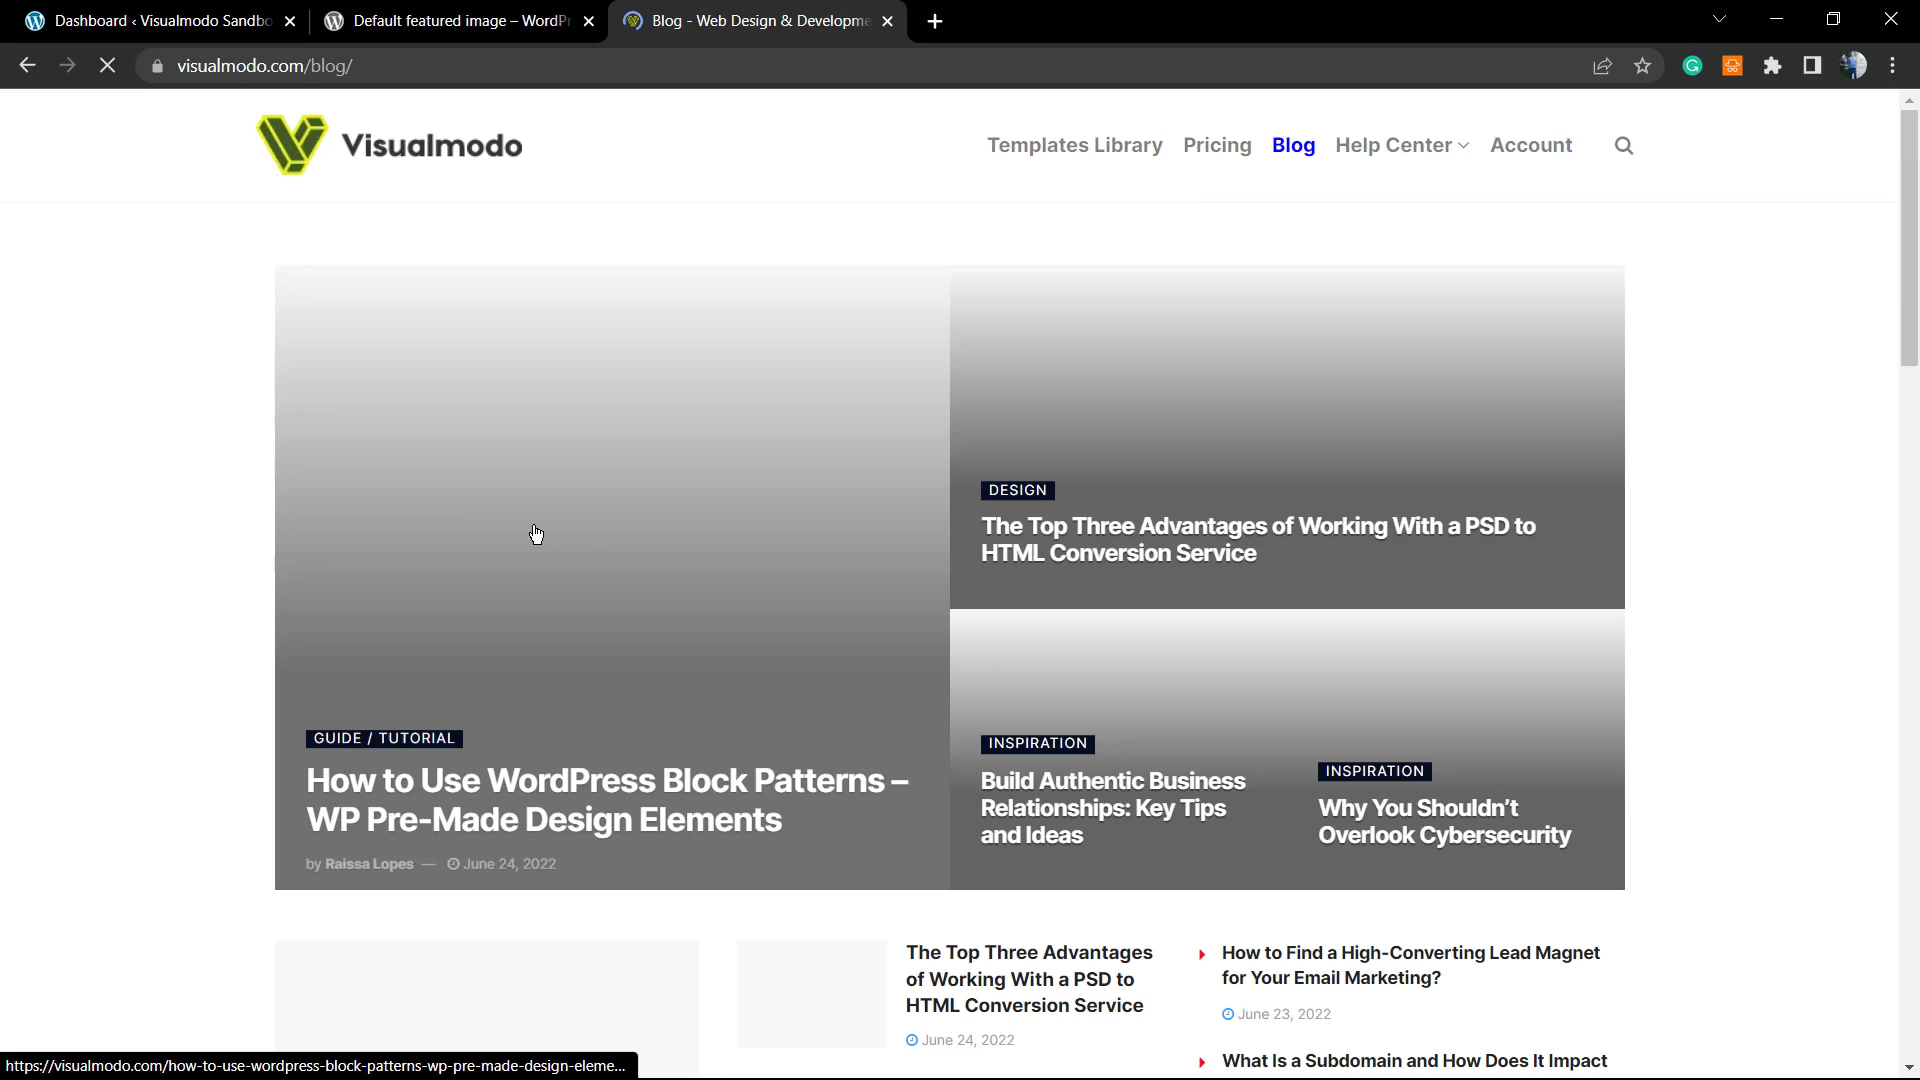 Dashboard ‹ Visualmodo Sandbo
Default featured image – WordPr
Blog - Web Design & Developme
visualmodo.com/blog/
Visualmodo
Templates Library
Pricing
Blog
Help Center
Account
GUIDE / TUTORIAL
How to Use WordPress Block Patterns –
WP Pre-Made Design Elements
by Raissa Lopes — June 24, 2022
DESIGN
The Top Three Advantages of Working With a PSD to
HTML Conversion Service
INSPIRATION
Build Authentic Business
Relationships: Key Tips
and Ideas
INSPIRATION
Why You Shouldn't
Overlook Cybersecurity
The Top Three Advantages
of Working With a PSD to
HTML Conversion Service
June 24, 2022
How to Find a High-Converting Lead Magnet
for Your Email Marketing?
June 23, 2022
What Is a Subdomain and How Does It Impact
https://visualmodo.com/how-to-use-wordpress-block-patterns-wp-pre-made-design-eleme...